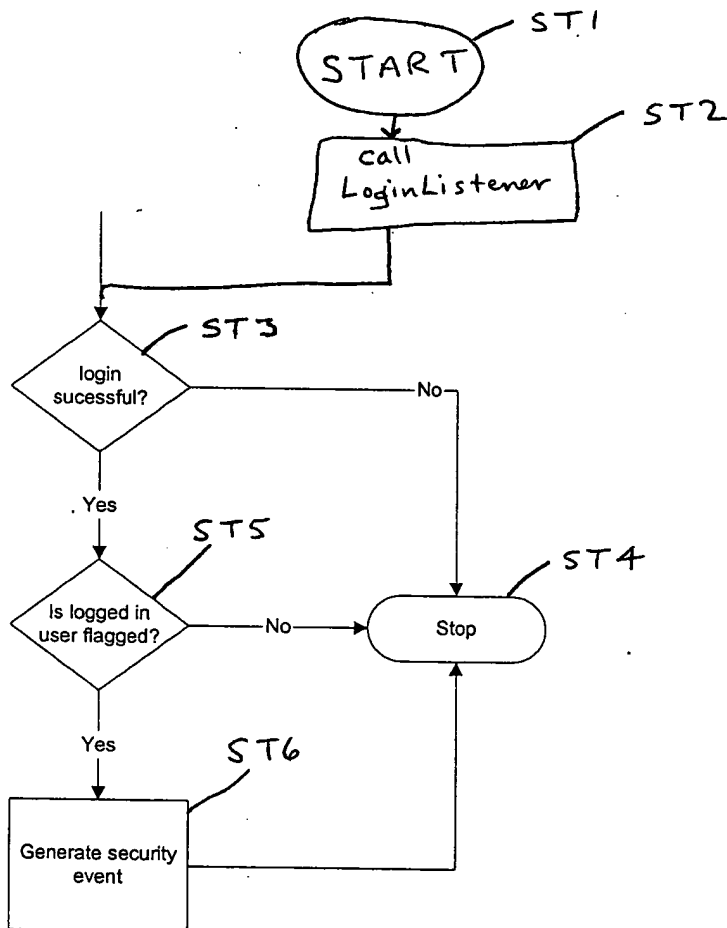 ST1
START
ST2
call
LoginListener
ST3
login
sucessful?
No
Yes
ST5
ST4
Is logged in
user flagged?
No
Stop
Yes
ST6
Generate security
event